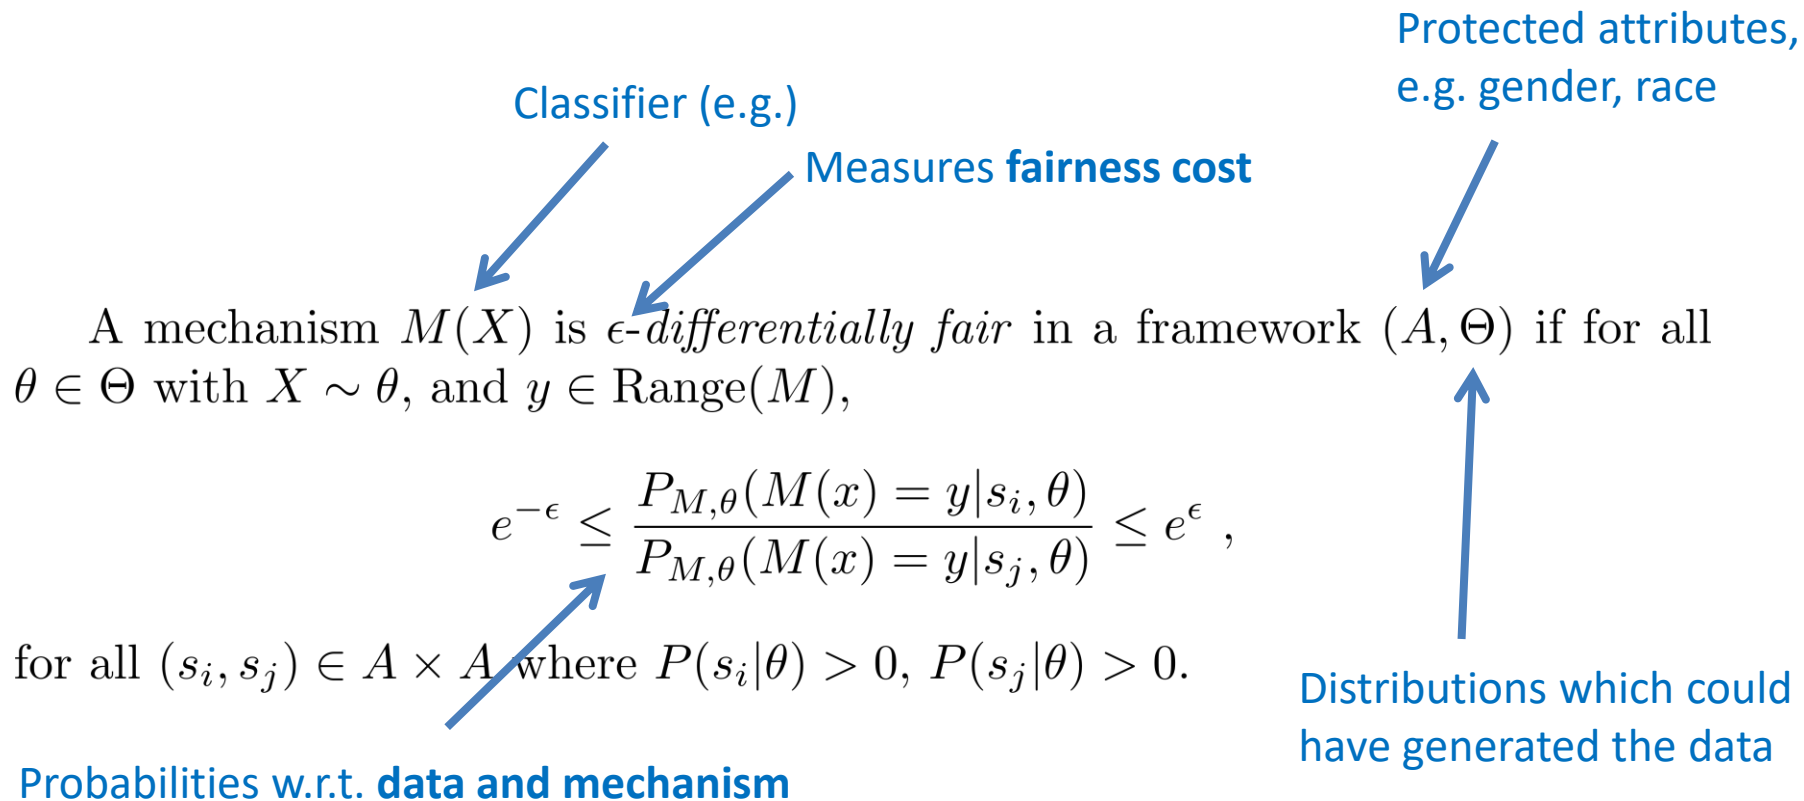 Protected attributes,
e.g. gender, race
Classifier (e.g.)
Measures fairness cost
A mechanism M(X) is ϵ-differentially fair in a framework (A, Θ) if for all
θ ∈ Θ with X ∼ θ, and y ∈ Range(M),
e^{−ϵ} ≤ \frac{P_{M,θ}(M(x) = y|s_i, θ)}{P_{M,θ}(M(x) = y|s_j, θ)} ≤ e^ϵ ,
for all (s_i, s_j) ∈ A × A where P(s_i|θ) > 0, P(s_j|θ) > 0.
Distributions which could
have generated the data
Probabilities w.r.t. data and mechanism